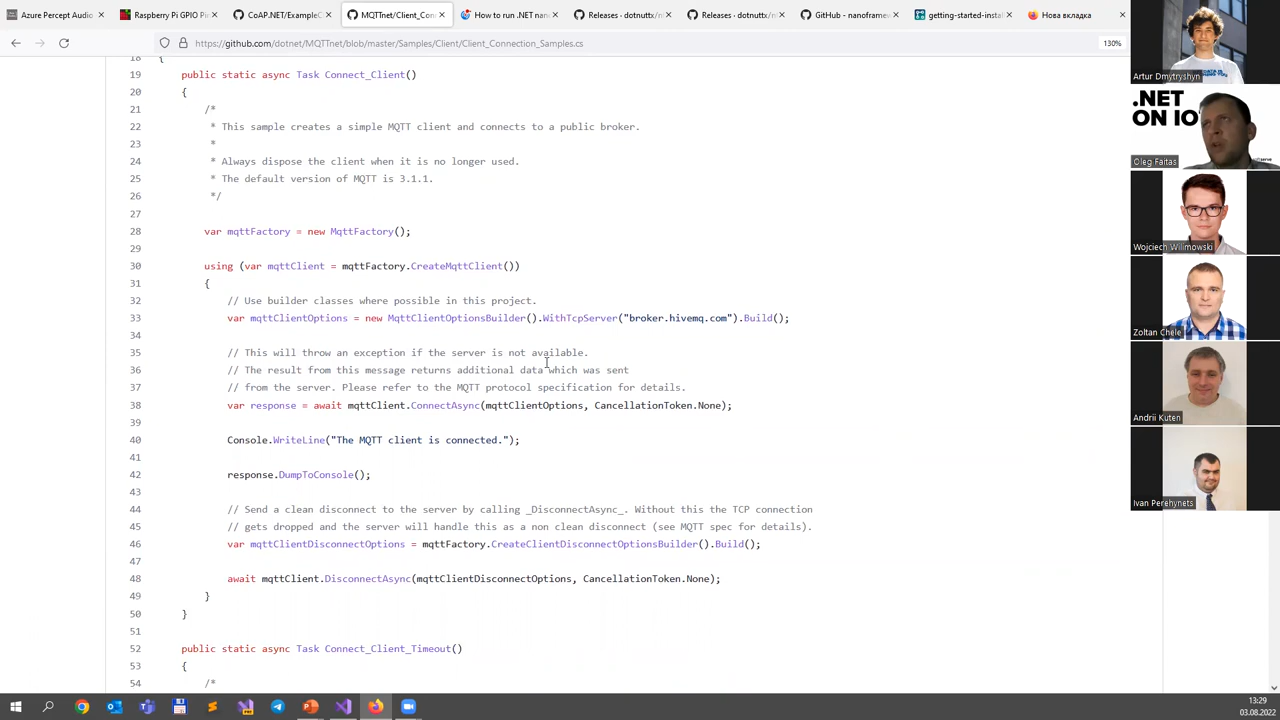 Azure Percept Audio
Raspberry Pi GPIO Pi
CoAP.NET/ExampleC
MQTTnet/Client_Con
How to run .NET nan
Releases · dotnuttx/n
Releases · dotnuttx/n
GitHub - nanoframew
getting-started-install
Нова вкладка
https://github.com/dotnet/MQTTnet/blob/master/Samples/Client/Client_Connection_Samples.cs
130%
18 {
19 public static async Task Connect_Client()
20 {
21 /*
22 * This sample creates a simple MQTT client and connects to a public broker.
23 *
24 * Always dispose the client when it is no longer used.
25 * The default version of MQTT is 3.1.1.
26 */
27
28 var mqttFactory = new MqttFactory();
29
30 using (var mqttClient = mqttFactory.CreateMqttClient())
31 {
32 // Use builder classes where possible in this project.
33 var mqttClientOptions = new MqttClientOptionsBuilder().WithTcpServer("broker.hivemq.com").Build();
34
35 // This will throw an exception if the server is not available.
36 // The result from this message returns additional data which was sent
37 // from the server. Please refer to the MQTT protocol specification for details.
38 var response = await mqttClient.ConnectAsync(mqttClientOptions, CancellationToken.None);
39
40 Console.WriteLine("The MQTT client is connected.");
41
42 response.DumpToConsole();
43
44 // Send a clean disconnect to the server by calling _DisconnectAsync_. Without this the TCP connection
45 // gets dropped and the server will handle this as a non clean disconnect (see MQTT spec for details).
46 var mqttClientDisconnectOptions = mqttFactory.CreateClientDisconnectOptionsBuilder().Build();
47
48 await mqttClient.DisconnectAsync(mqttClientDisconnectOptions, CancellationToken.None);
49 }
50 }
51
52 public static async Task Connect_Client_Timeout()
53 {
54 /*
Artur Dmytryshyn
.NET
ON IO
Oleg Faitas
Wojciech Wilimowski
Zoltan Chele
Andrii Kuten
Ivan Perehynets
13:29
03.08.2022